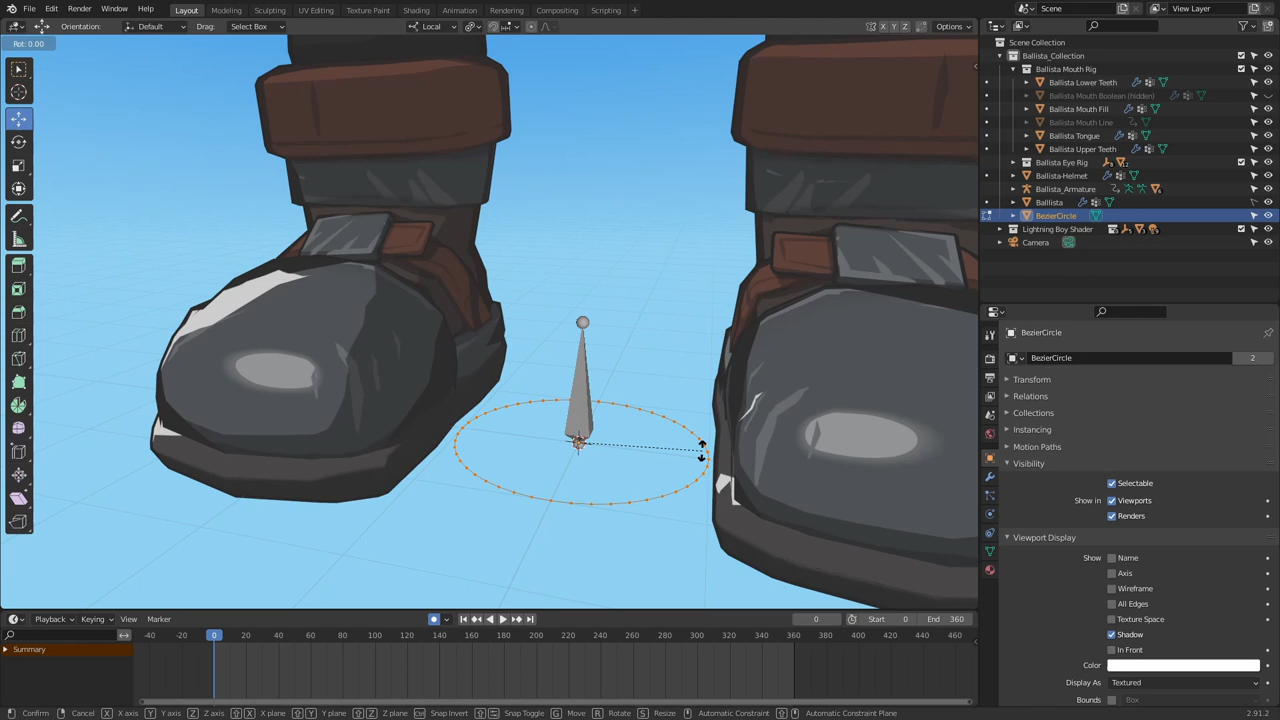 File Edit Render Window Help Layout Modeling Sculpting UV Editing Texture Paint Shading Animation Rendering Compositing Scripting Scene View Layer
Orientation: Default Drag: Select Box Local X Y Z Options
Rot: 0.00
Scene Collection
Ballista_Collection
Ballista Mouth Rig
Ballista Lower Teeth
Ballista Mouth Boolean (hidden)
Ballista Mouth Fill
Ballista Mouth Line
Ballista Tongue
Ballista Upper Teeth
Ballista Eye Rig
Ballista-Helmet
Ballista_Armature
Ballista
BezierCircle
Lightning Boy Shader
Camera
BezierCircle
BezierCircle 2
Transform
Relations
Collections
Instancing
Motion Paths
Visibility
Selectable
Show in Viewports
Renders
Viewport Display
Show Name
Axis
Wireframe
All Edges
Texture Space
Shadow
In Front
Color
Display As Textured
Bounds Box
Playback Keying View Marker 0 Start 0 End 360
-40 -20 0 20 40 60 80 100 120 140 160 180 200 220 240 260 280 300 320 340 360 380 400 420 440 460
Summary
Confirm Cancel X X axis Y Y axis Z Z axis X X plane Y Y plane Z Z plane Snap Invert Snap Toggle G Move R Rotate S Resize Automatic Constraint Automatic Constraint Plane 2.91.2